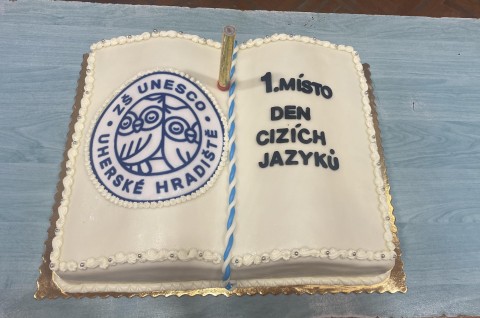 ZŠ UNESCO
UHERSKÉ HRADIŠTĚ
1. MÍSTO
DEN
CIZÍCH
JAZYKŮ